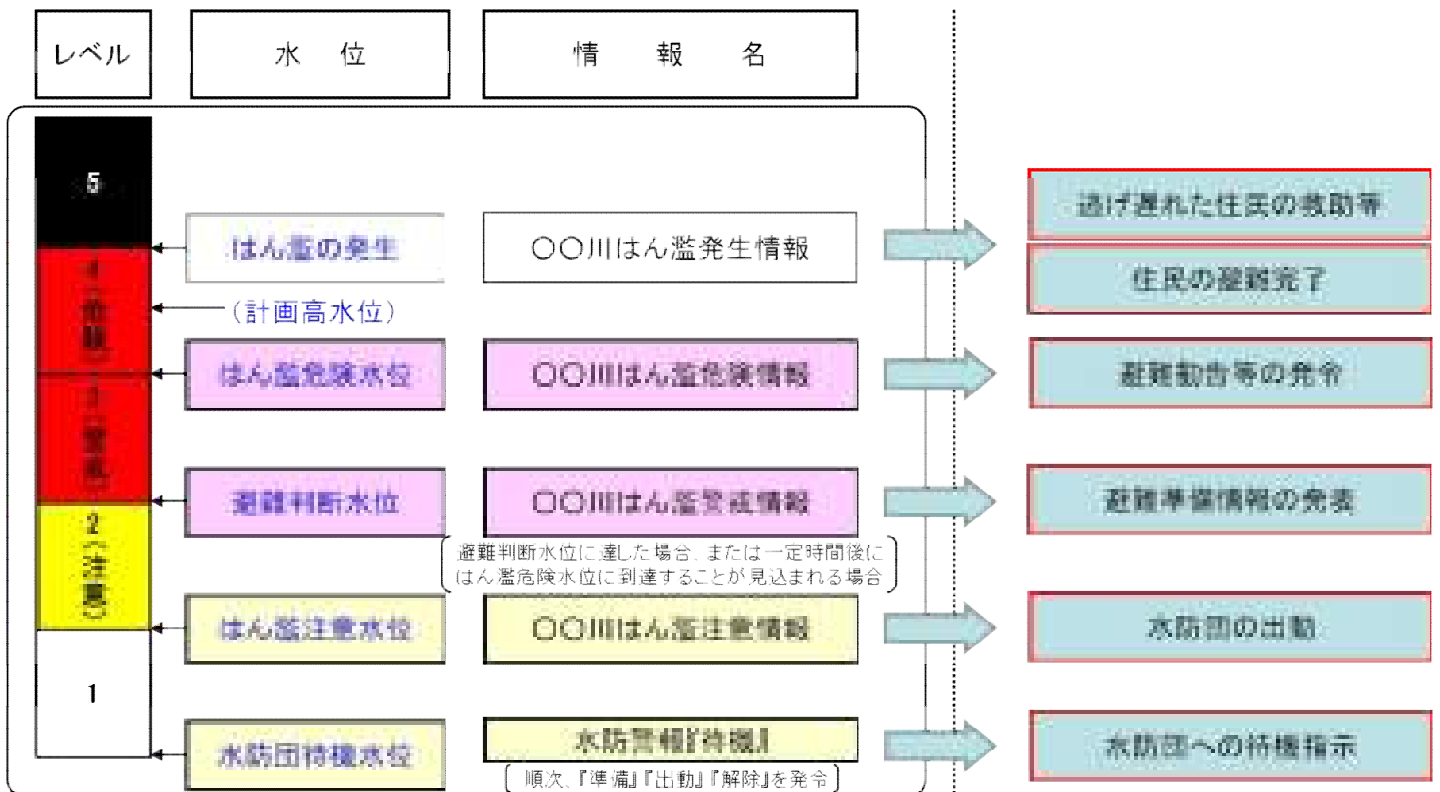 レベル
水位
情報名
5
はん濫の発生
〇〇川はん濫発生情報
逃げ遅れた住民の救助等
住民の避難完了
4(危険)
(計画高水位)
はん濫危険水位
〇〇川はん濫危険情報
避難勧告等の発令
3(警戒)
避難判断水位
〇〇川はん濫警戒情報
避難準備情報の発表
避難判断水位に達した場合、または一定時間後に
はん濫危険水位に到達することが見込まれる場合
2(注意)
はん濫注意水位
〇〇川はん濫注意情報
水防団の出動
1
水防団待機水位
水防警報『待機』
水防団への待機指示
順次、『準備』『出動』『解除』を発令